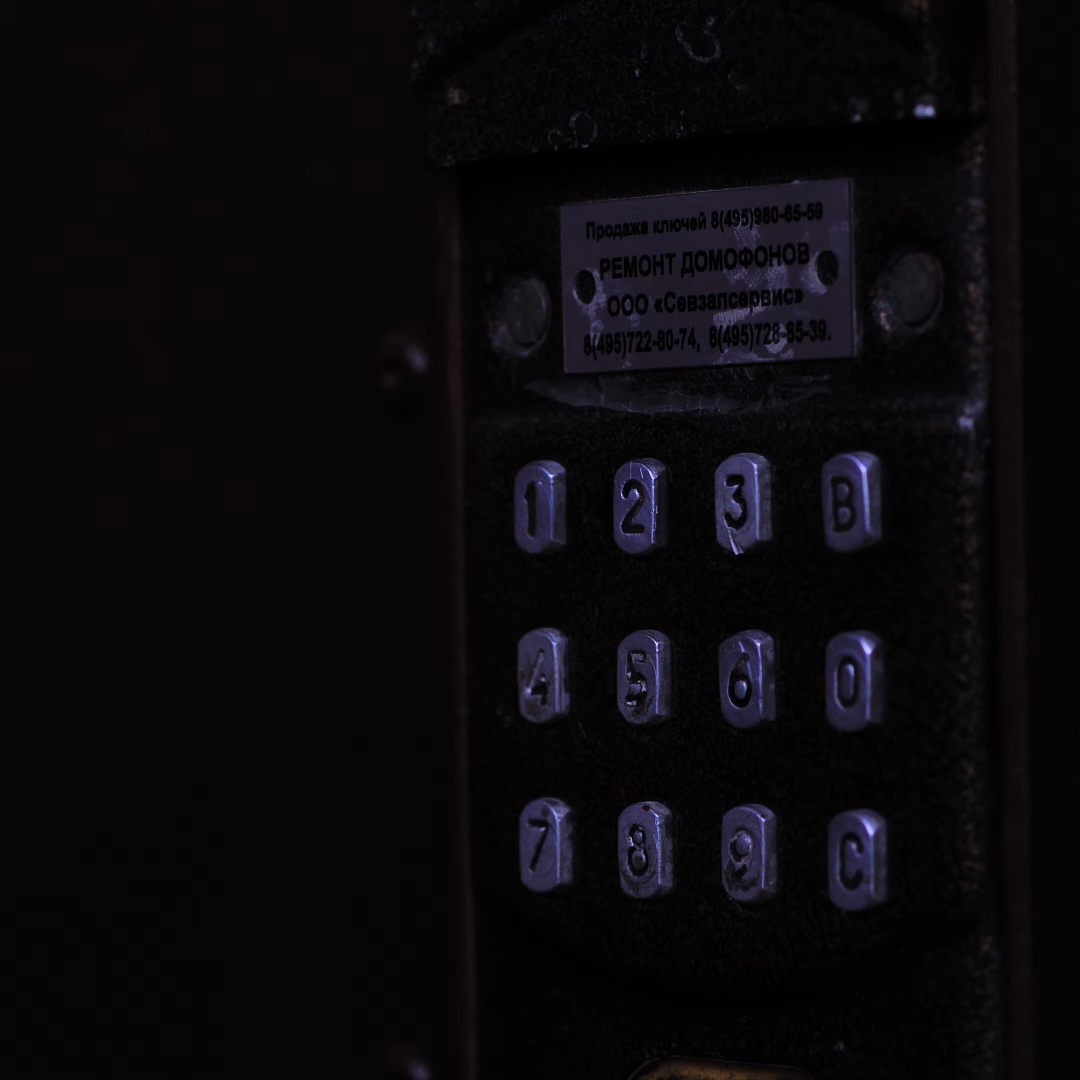 Продажа ключей 8(495)980-65-59
РЕМОНТ ДОМОФОНОВ
ООО «Севзапсервис»
8(495)722-80-74, 8(495)728-85-39.
1 2 3 B
4 5 6 0
7 8 9 C